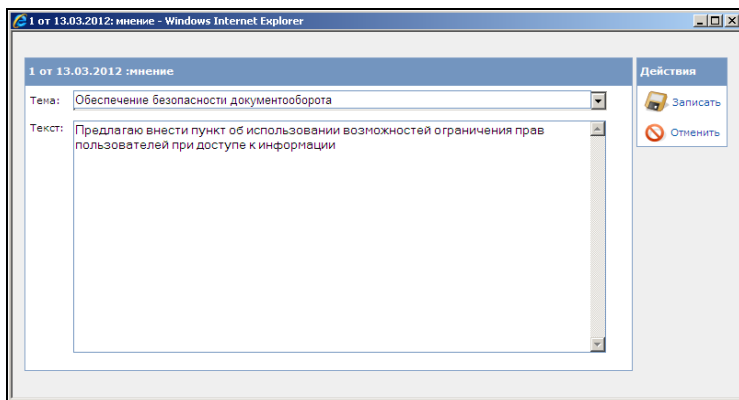 1 от 13.03.2012: мнение - Windows Internet Explorer
1 от 13.03.2012 :мнение
Действия
Тема:
Обеспечение безопасности документооборота
Записать
Текст:
Предлагаю внести пункт об использовании возможностей ограничения прав
пользователей при доступе к информации
Отменить